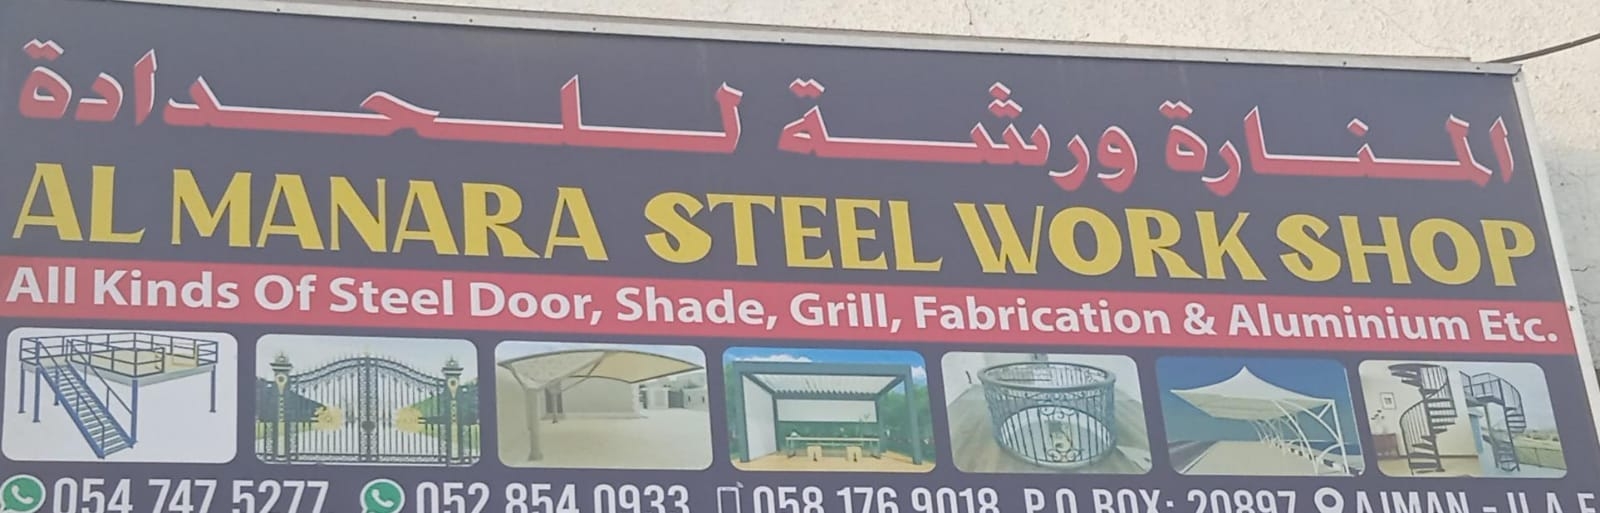 المنارة ورشة للحدادة
AL MANARA STEEL WORK SHOP
All Kinds Of Steel Door, Shade, Grill, Fabrication & Aluminium Etc.
054 747 5277 052 854 0933 058 176 9018 P.O BOX: 20897 AJMAN - U.A.E